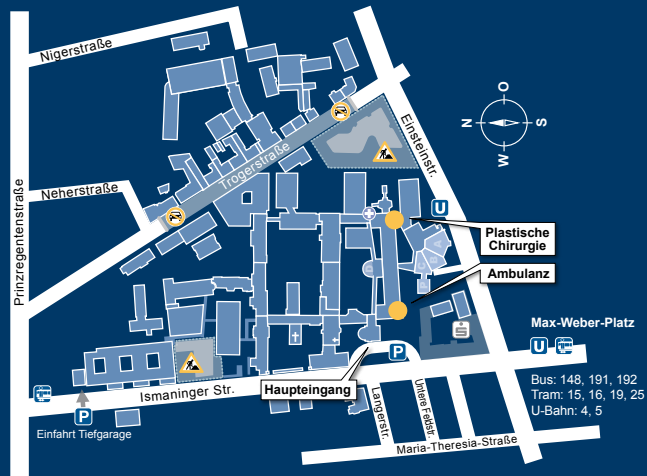 Nigerstraße
Prinzregentenstraße
Neherstraße
Trogerstraße
Einsteinstr.
O
N
S
W
U
Plastische
Chirurgie
A
B
C
D
P
Ambulanz
S
Max-Weber-Platz
U
Bus: 148, 191, 192
Tram: 15, 16, 19, 25
U-Bahn: 4, 5
P
Haupteingang
Ismaninger Str.
P
Einfahrt Tiefgarage
Langerstr.
Untere Feldstr.
Maria-Theresia-Straße